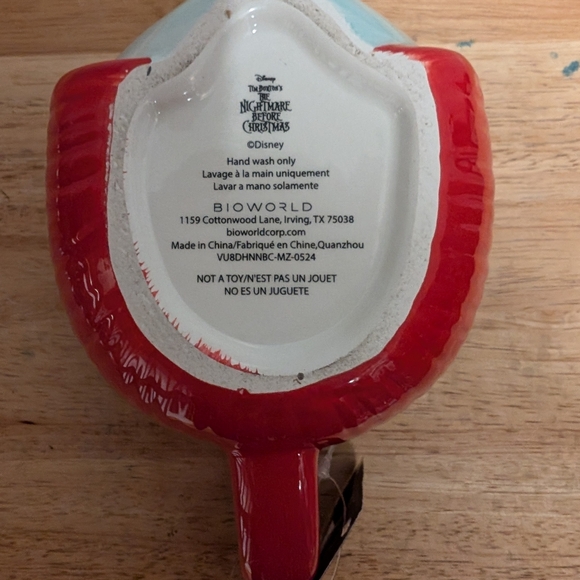 Disney
Tim Burton's
THE
NIGHTMARE
BEFORE
CHRISTMAS
©Disney
Hand wash only
Lavage à la main uniquement
Lavar a mano solamente
BIOWORLD
1159 Cottonwood Lane, Irving, TX 75038
bioworldcorp.com
Made in China/Fabriqué en Chine,Quanzhou
VU8DHNNBC-MZ-0524
NOT A TOY/N'EST PAS UN JOUET
NO ES UN JUGUETE